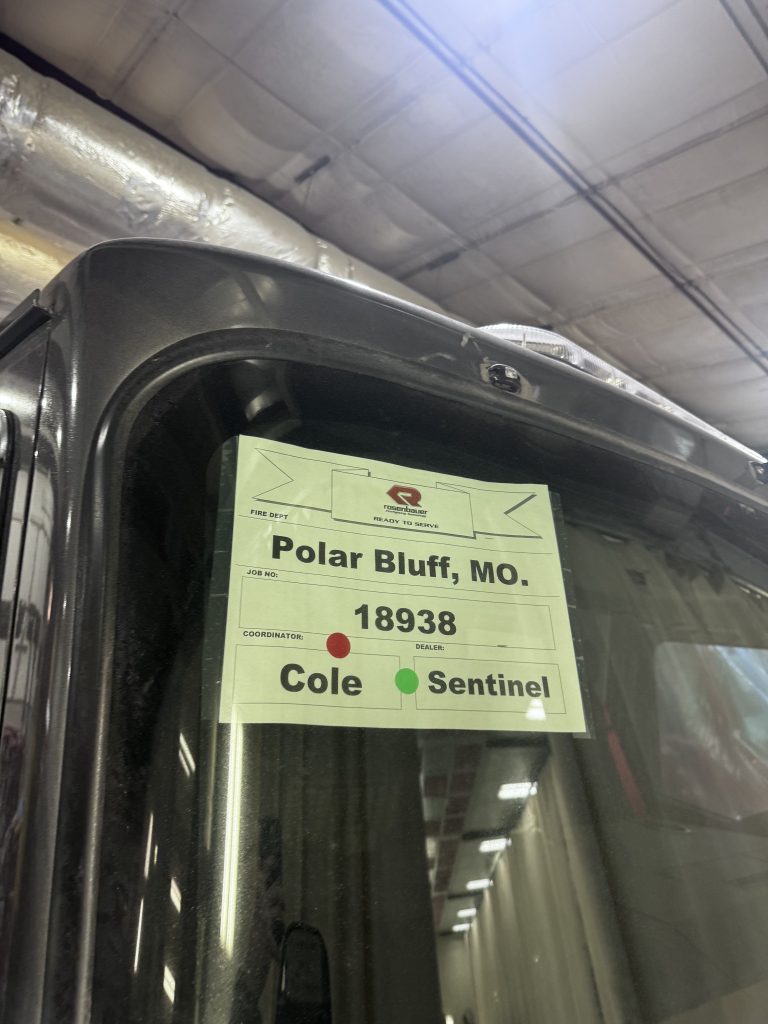 rosenbauer
READY TO SERVE
FIRE DEPT
Polar Bluff, MO.
JOB NO:
18938
COORDINATOR:
DEALER:
Cole
Sentinel